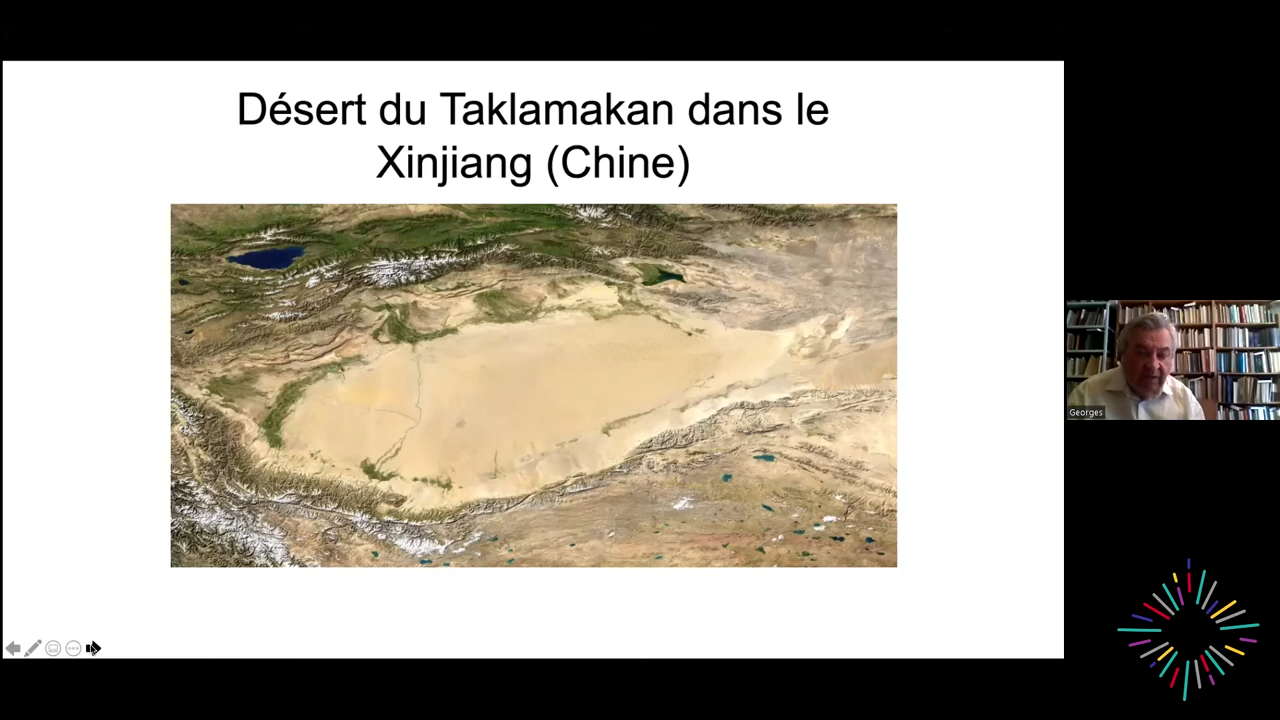 Désert du Taklamakan dans le
Xinjiang (Chine)
Georges